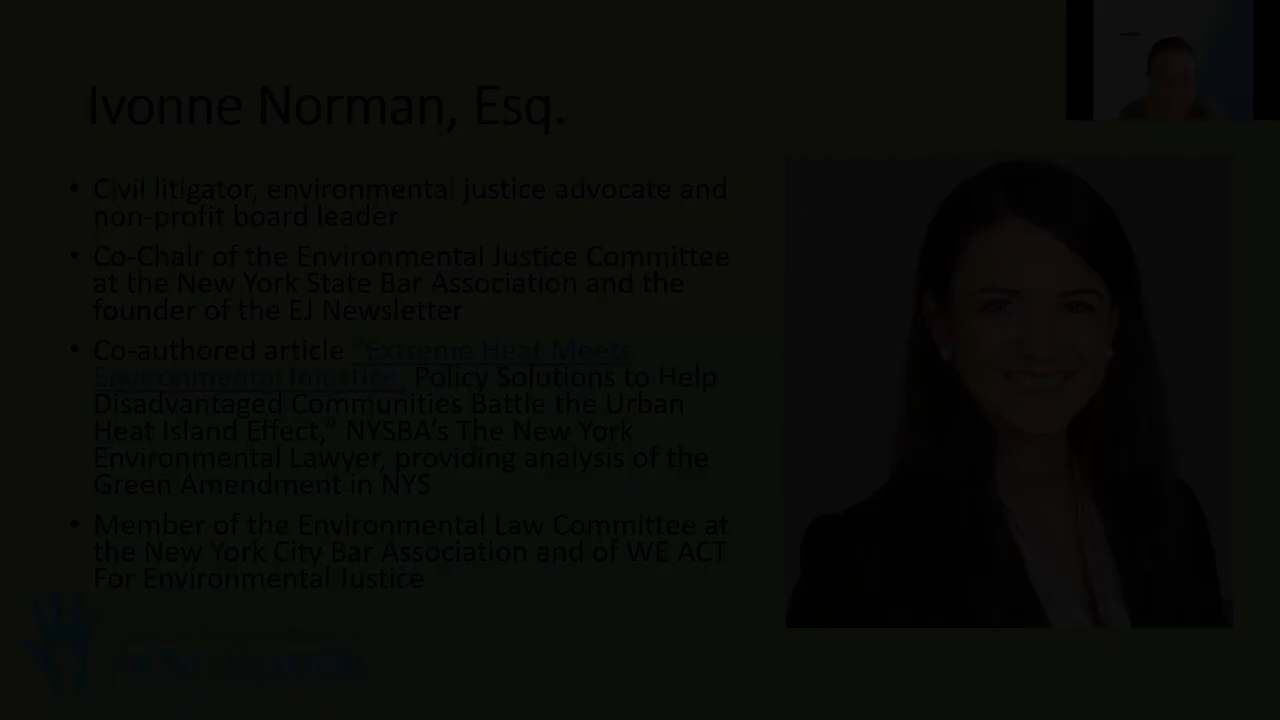 Ivonne Norman, Esq.
• Civil litigator, environmental justice advocate and
non-profit board leader
• Co-Chair of the Environmental Justice Committee
at the New York State Bar Association and the
founder of the EJ Newsletter
• Co-authored article "Extreme Heat Meets
Environmental Injustice: Policy Solutions to Help
Disadvantaged Communities Battle the Urban
Heat Island Effect," NYSBA's The New York
Environmental Lawyer, providing analysis of the
Green Amendment in NYS
• Member of the Environmental Law Committee at
the New York City Bar Association and of WE ACT
For Environmental Justice